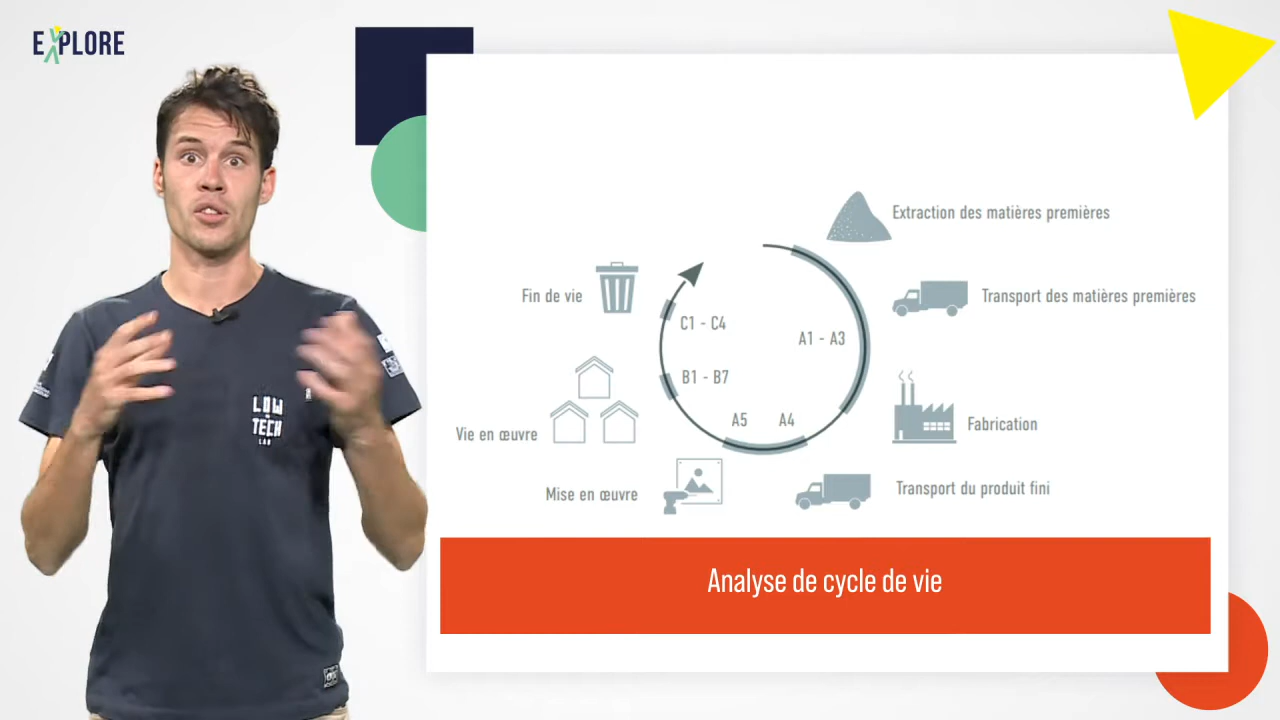 EXPLORE
LOW
TECH
LAB
Extraction des matières premières
Transport des matières premières
Fin de vie
C1 - C4
A1 - A3
B1 - B7
A5
A4
Vie en œuvre
Fabrication
Mise en œuvre
Transport du produit fini
Analyse de cycle de vie